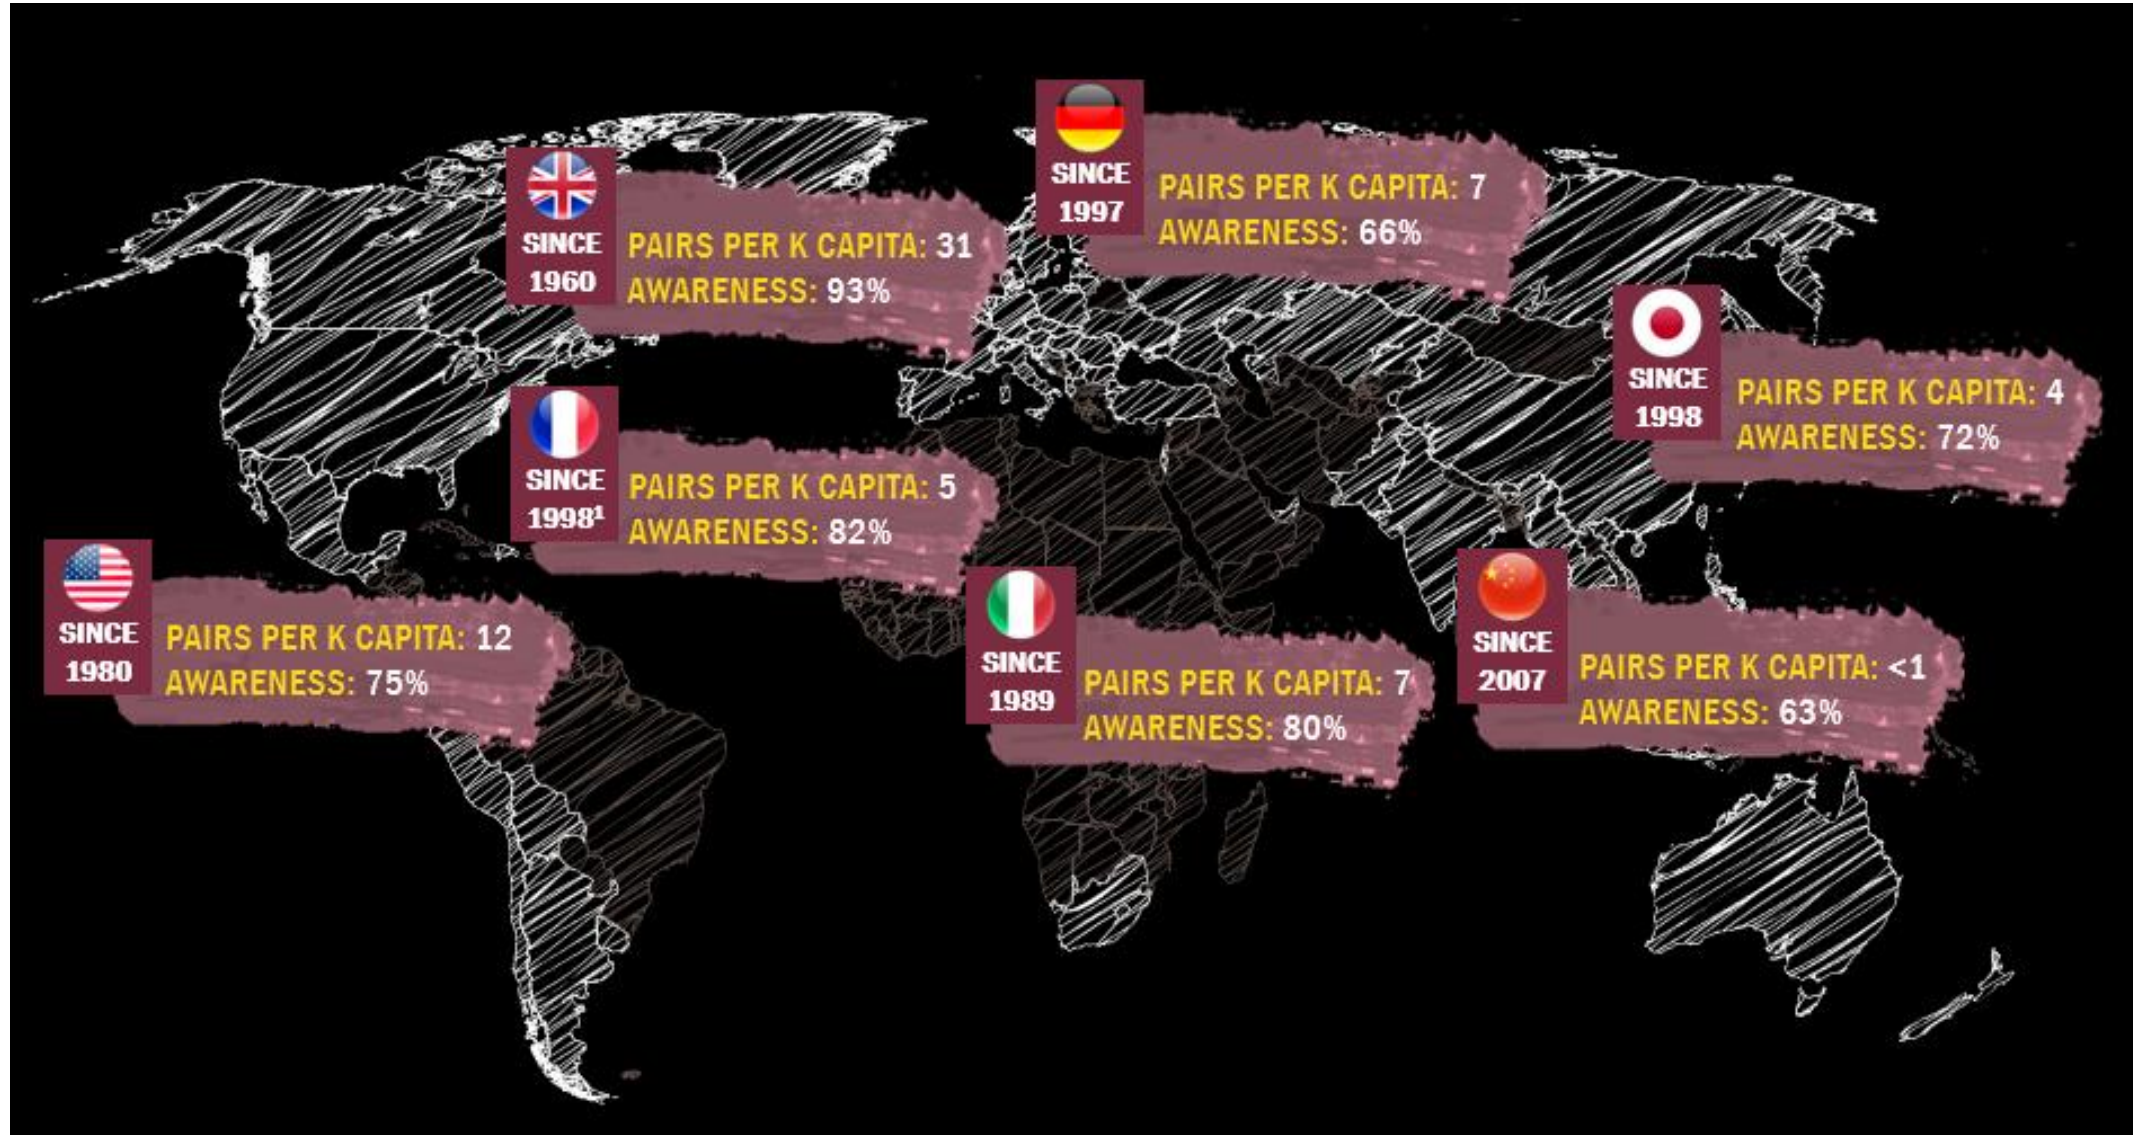 SINCE
1997
PAIRS PER K CAPITA: 7
AWARENESS: 66%
SINCE
1960
PAIRS PER K CAPITA: 31
AWARENESS: 93%
SINCE
1998
PAIRS PER K CAPITA: 4
AWARENESS: 72%
SINCE
1998¹
PAIRS PER K CAPITA: 5
AWARENESS: 82%
SINCE
1980
PAIRS PER K CAPITA: 12
AWARENESS: 75%
SINCE
1989
PAIRS PER K CAPITA: 7
AWARENESS: 80%
SINCE
2007
PAIRS PER K CAPITA: <1
AWARENESS: 63%